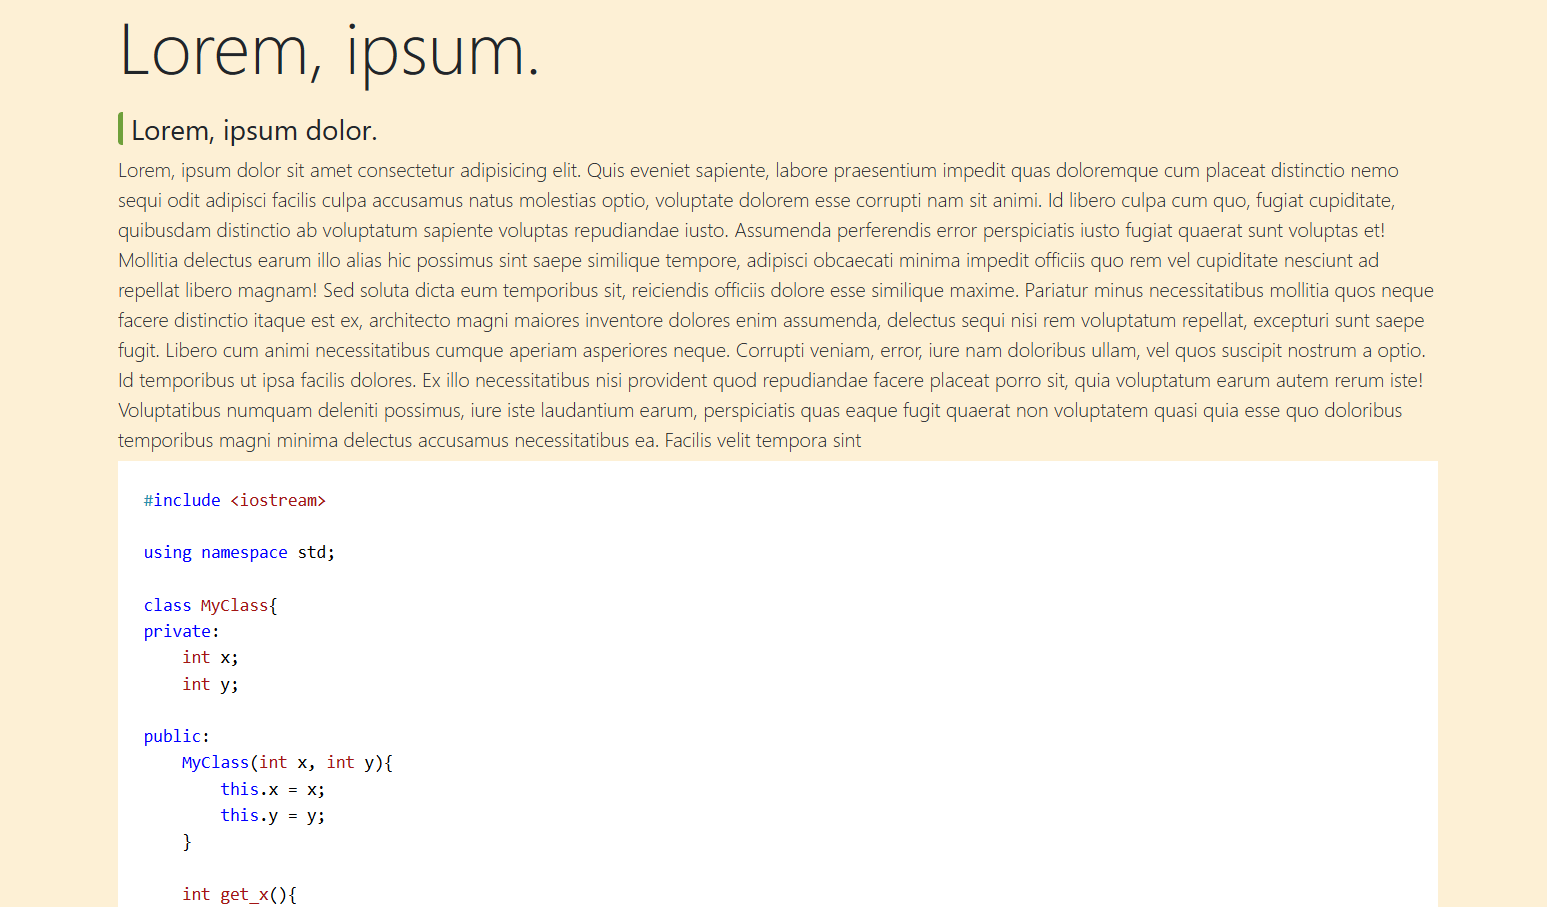 Lorem, ipsum.
Lorem, ipsum dolor.
Lorem, ipsum dolor sit amet consectetur adipisicing elit. Quis eveniet sapiente, labore praesentium impedit quas doloremque cum placeat distinctio nemo
sequi odit adipisci facilis culpa accusamus natus molestias optio, voluptate dolorem esse corrupti nam sit animi. Id libero culpa cum quo, fugiat cupiditate,
quibusdam distinctio ab voluptatum sapiente voluptas repudiandae iusto. Assumenda perferendis error perspiciatis iusto fugiat quaerat sunt voluptas et!
Mollitia delectus earum illo alias hic possimus sint saepe similique tempore, adipisci obcaecati minima impedit officiis quo rem vel cupiditate nesciunt ad
repellat libero magnam! Sed soluta dicta eum temporibus sit, reiciendis officiis dolore esse similique maxime. Pariatur minus necessitatibus mollitia quos neque
facere distinctio itaque est ex, architecto magni maiores inventore dolores enim assumenda, delectus sequi nisi rem voluptatum repellat, excepturi sunt saepe
fugit. Libero cum animi necessitatibus cumque aperiam asperiores neque. Corrupti veniam, error, iure nam doloribus ullam, vel quos suscipit nostrum a optio.
Id temporibus ut ipsa facilis dolores. Ex illo necessitatibus nisi provident quod repudiandae facere placeat porro sit, quia voluptatum earum autem rerum iste!
Voluptatibus numquam deleniti possimus, iure iste laudantium earum, perspiciatis quas eaque fugit quaerat non voluptatem quasi quia esse quo doloribus
temporibus magni minima delectus accusamus necessitatibus ea. Facilis velit tempora sint
#include <iostream>
using namespace std;
class MyClass{
private:
    int x;
    int y;
public:
    MyClass(int x, int y){
        this.x = x;
        this.y = y;
    }
    int get_x(){